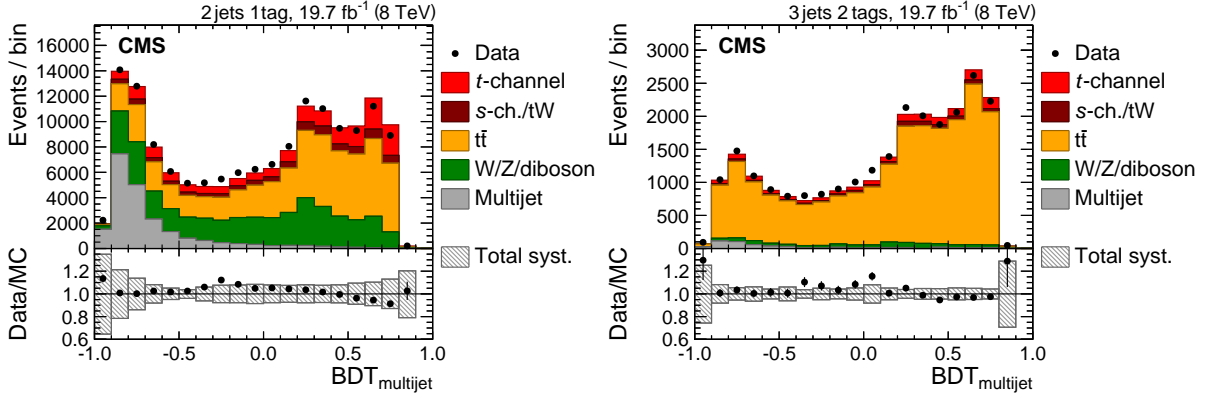 2 jets 1 tag, 19.7 fb⁻¹ (8 TeV)
CMS
Events / bin
16000
14000
12000
10000
8000
6000
4000
2000
0
Data
t-channel
s-ch./tW
tt̄
W/Z/diboson
Multijet
Data/MC
1.2
1.0
0.8
0.6
Total syst.
-1.0 -0.5 0.0 0.5 1.0
BDT multijet
3 jets 2 tags, 19.7 fb⁻¹ (8 TeV)
CMS
Events / bin
3000
2500
2000
1500
1000
500
0
Data
t-channel
s-ch./tW
tt̄
W/Z/diboson
Multijet
Data/MC
1.2
1.0
0.8
0.6
Total syst.
-1.0 -0.5 0.0 0.5 1.0
BDT multijet